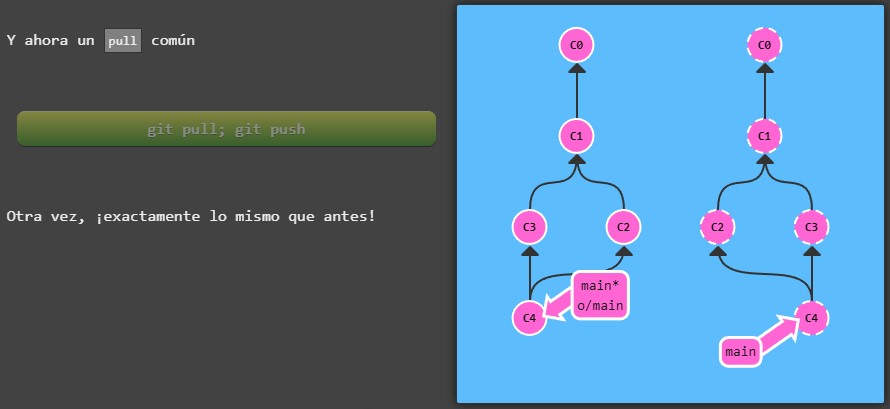 Y ahora un pull común
git pull; git push
Otra vez, ¡exactamente lo mismo que antes!
C0
C1
C3
C2
C4
main*
o/main
C0
C1
C2
C3
C4
main